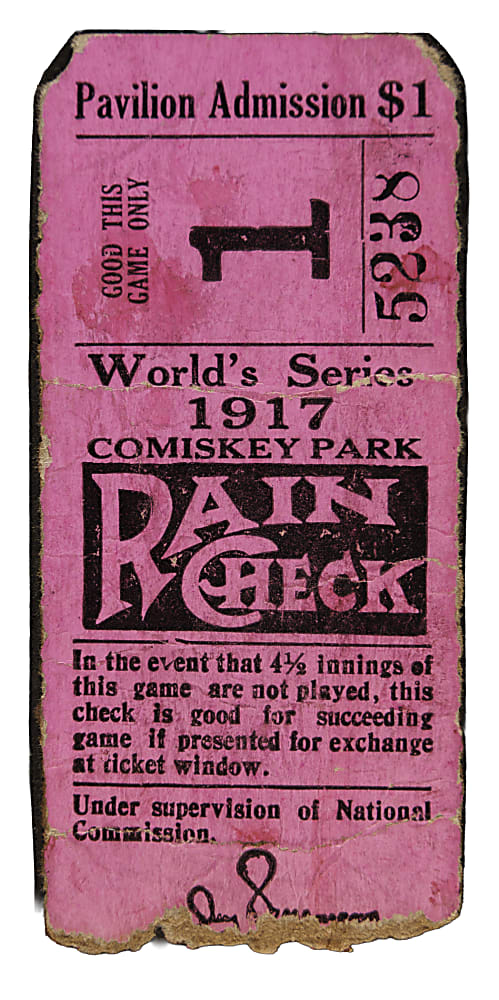 Pavilion Admission $1
GOOD THIS
GAME ONLY
1
5238
World's Series
1917
COMISKEY PARK
RAIN
CHECK
In the event that 4½ innings of
this game are not played, this
check is good for succeeding
game if presented for exchange
at ticket window.
Under supervision of National
Commission.